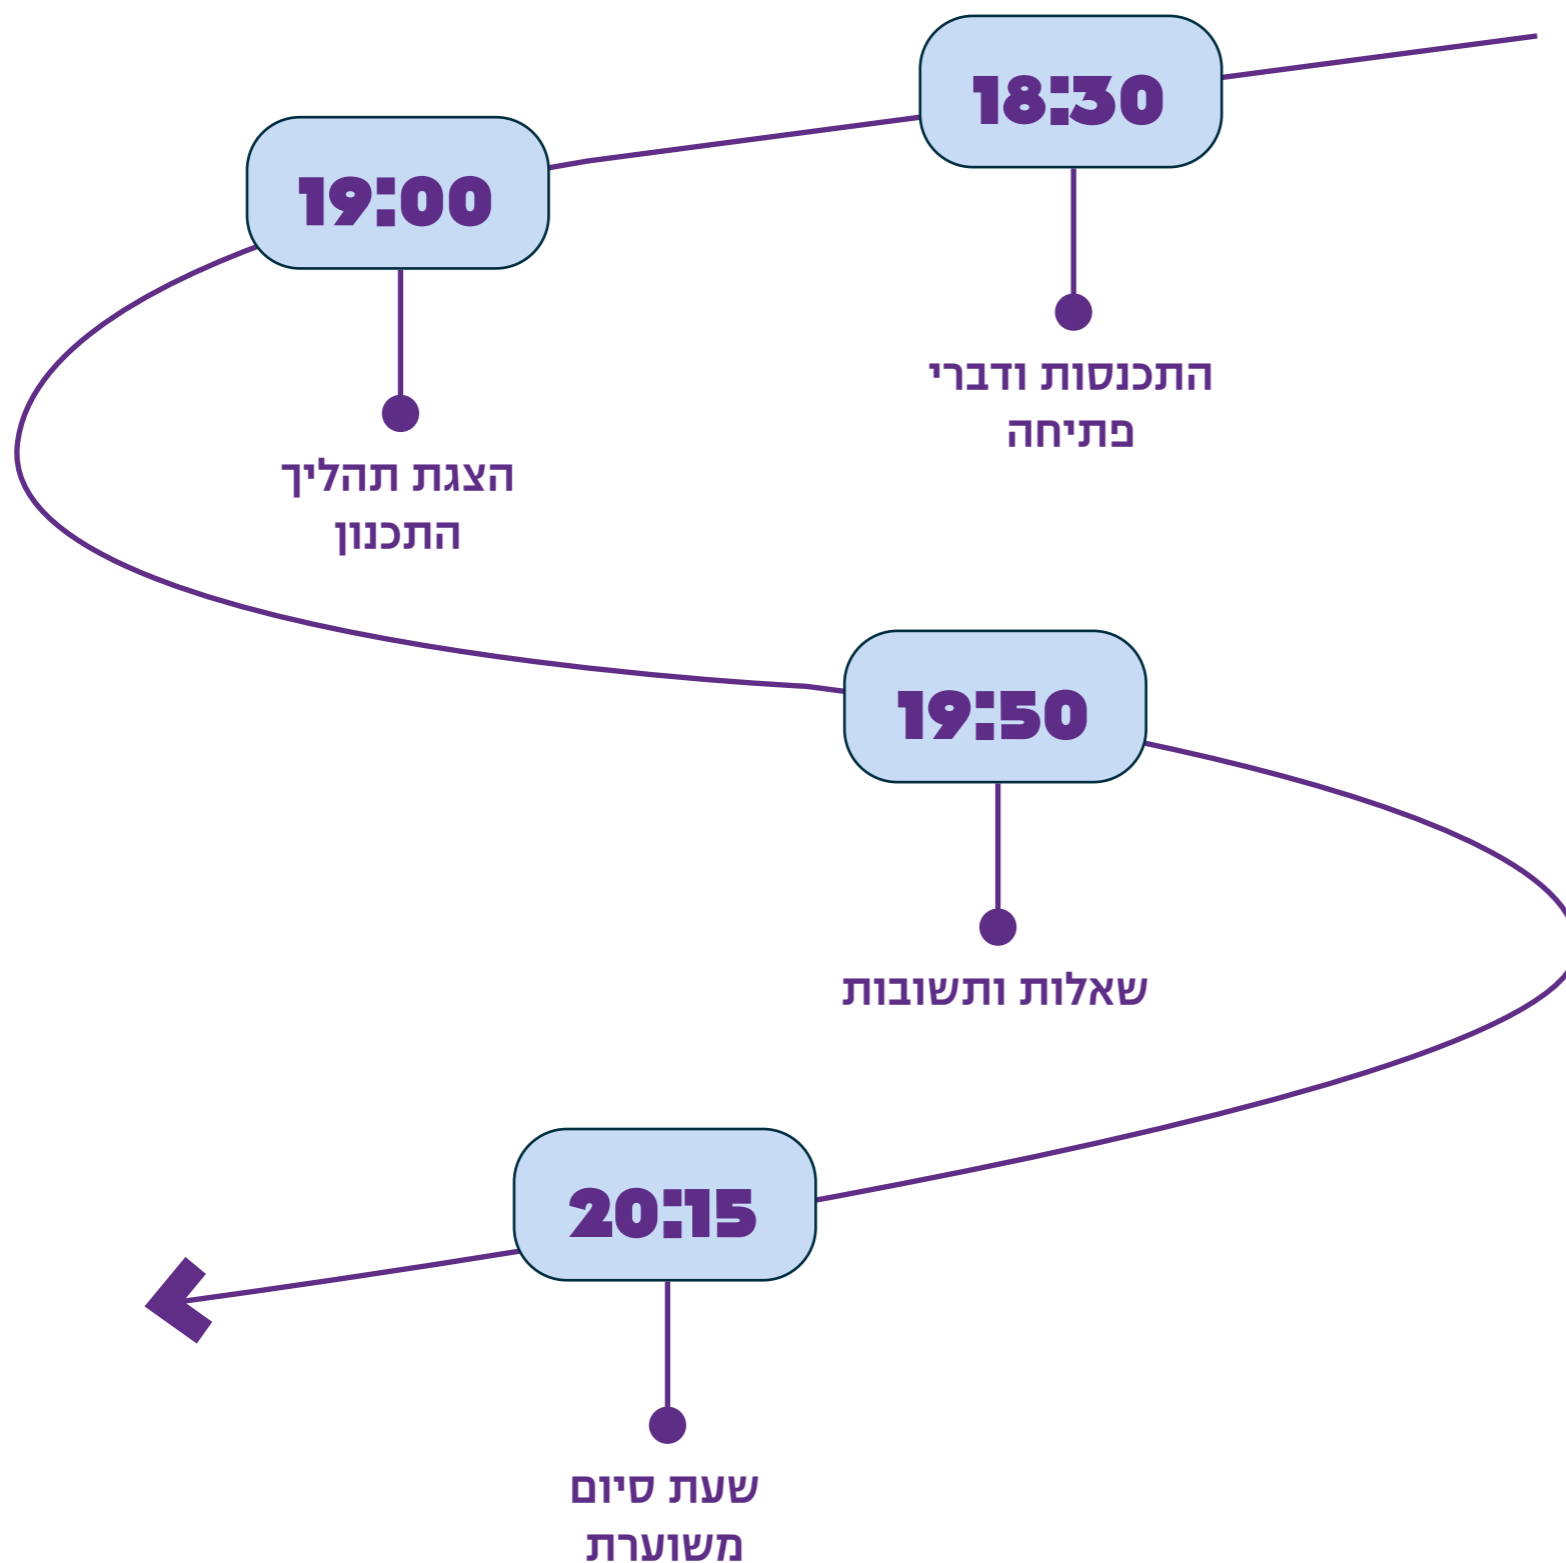 18:30
התכנסות ודברי
פתיחה
19:00
הצגת תהליך
התכנון
19:50
שאלות ותשובות
20:15
שעת סיום
משוערת